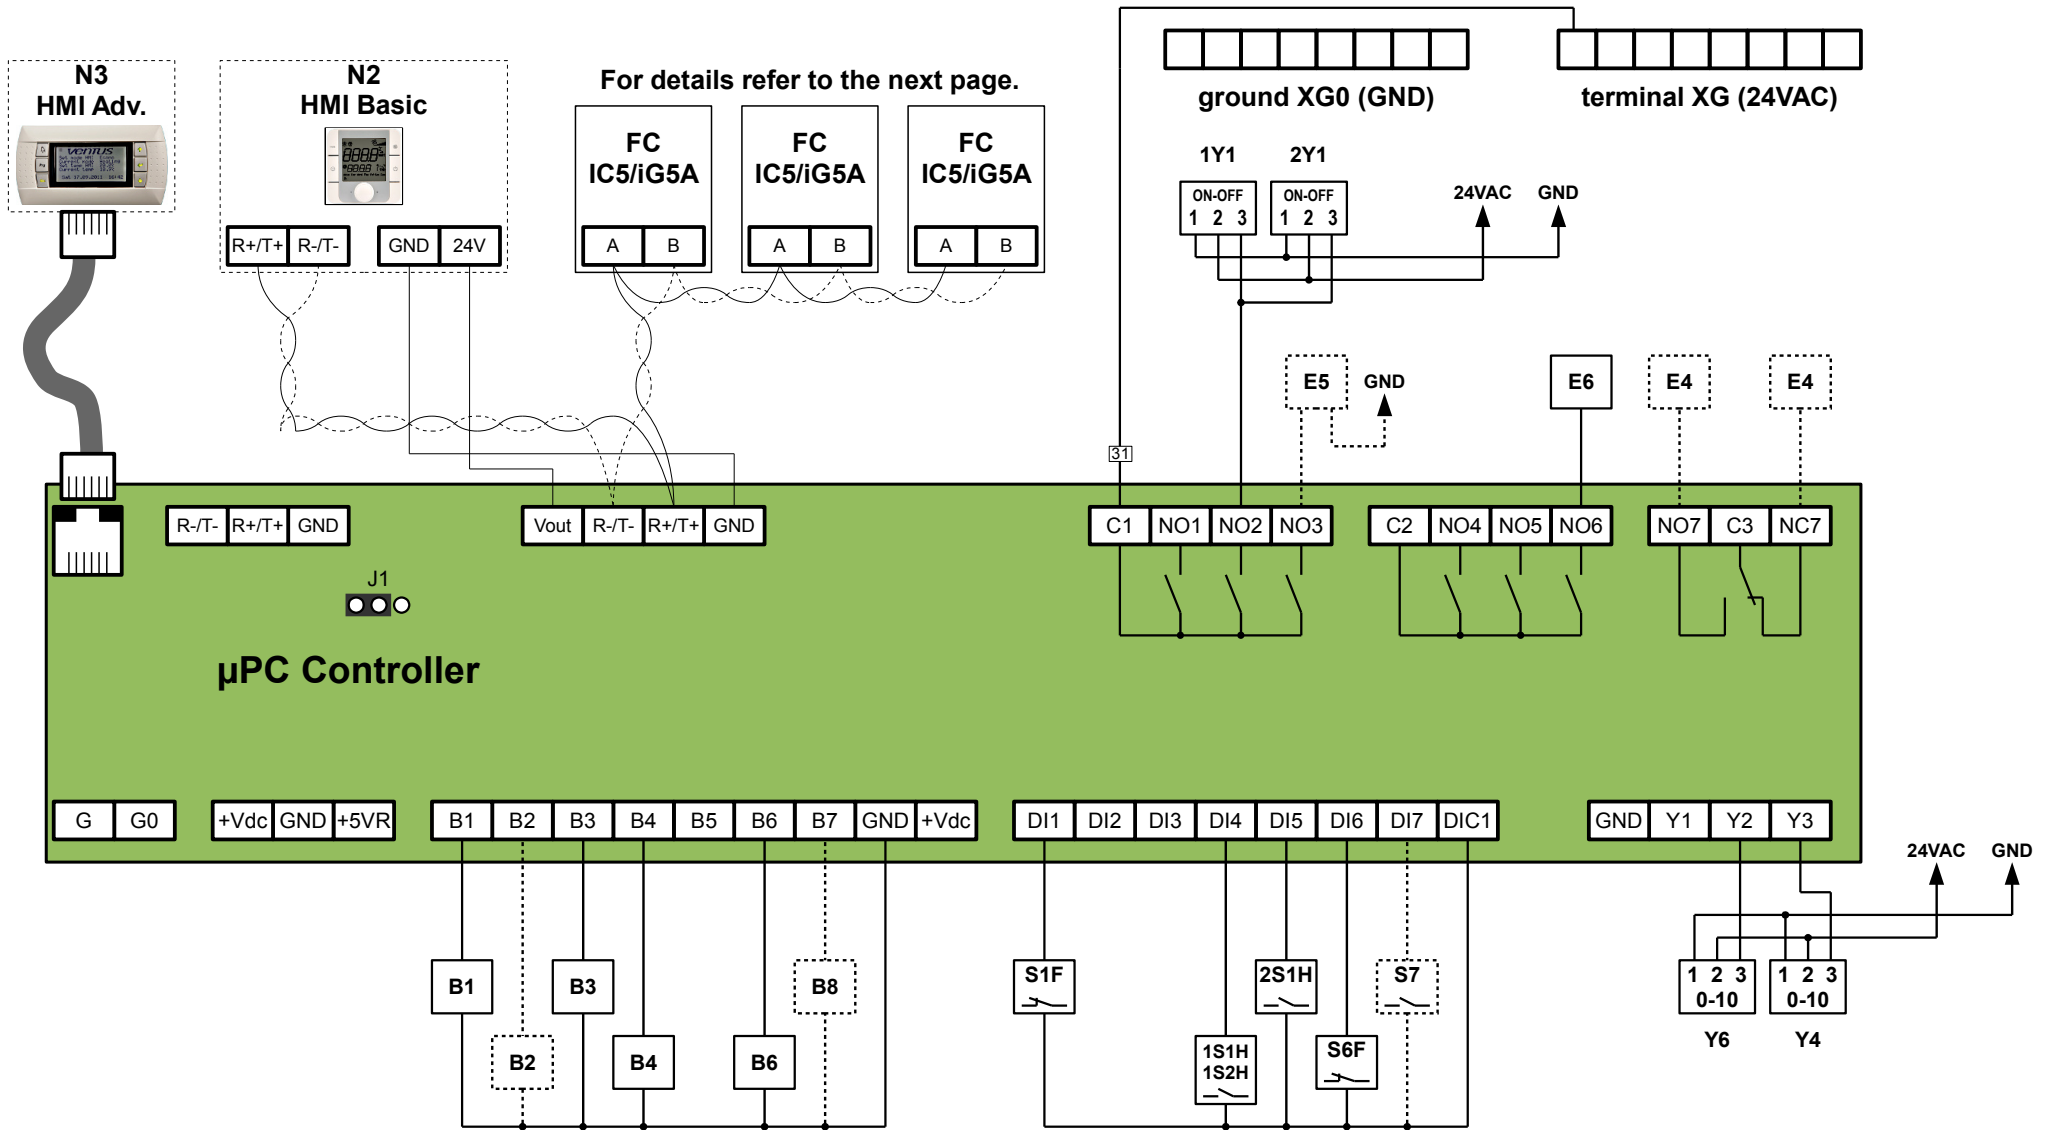 N3
HMI Adv.
VENTUS
N2
HMI Basic
For details refer to the next page.
FC
IC5/iG5A
FC
IC5/iG5A
FC
IC5/iG5A
ground XG0 (GND)
terminal XG (24VAC)
1Y1
2Y1
ON-OFF
1 2 3
ON-OFF
1 2 3
24VAC
GND
R+/T+ R-/T- GND 24V
A B
A B
A B
E5
GND
E6
E4
E4
31
R-/T- R+/T+ GND
Vout R-/T- R+/T+ GND
C1 NO1 NO2 NO3
C2 NO4 NO5 NO6
NO7 C3 NC7
J1
µPC Controller
G G0
+Vdc GND +5VR
B1 B2 B3 B4 B5 B6 B7 GND +Vdc
DI1 DI2 DI3 DI4 DI5 DI6 DI7 DIC1
GND Y1 Y2 Y3
24VAC
GND
B1
B3
B8
S1F
2S1H
S7
1 2 3
0-10
1 2 3
0-10
B2
B4
B6
1S1H
1S2H
S6F
Y6
Y4